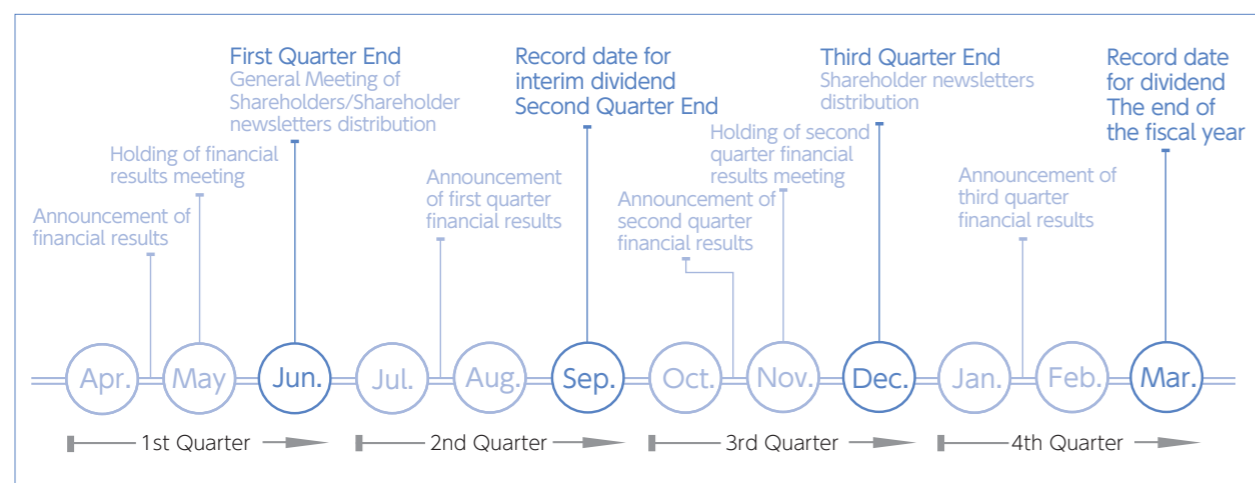 First Quarter End
General Meeting of
Shareholders/Shareholder
newsletters distribution
Record date for
interim dividend
Second Quarter End
Third Quarter End
Shareholder newsletters
distribution
Record date
for dividend
The end of
the fiscal year
Holding of financial
results meeting
Holding of second
quarter financial
results meeting
Announcement of
financial results
Announcement
of first quarter
financial results
Announcement of
second quarter
financial results
Announcement of
third quarter
financial results
Apr. May Jun. Jul. Aug. Sep. Oct. Nov. Dec. Jan. Feb. Mar.
1st Quarter 2nd Quarter 3rd Quarter 4th Quarter